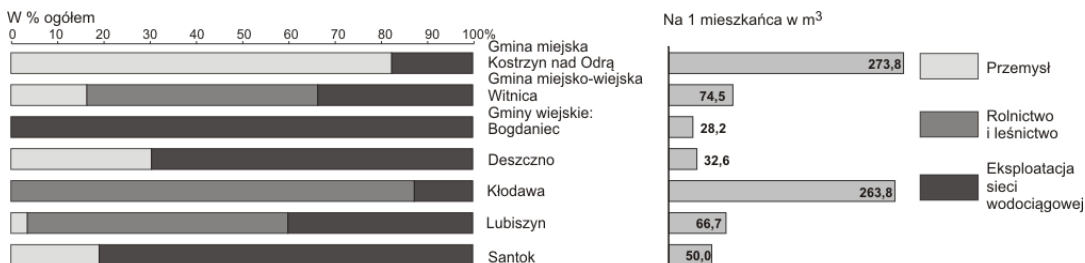 W % ogółem
0 10 20 30 40 50 60 70 80 90 100%
Gmina miejska
Kostrzyn nad Odrą
Gmina miejsko-wiejska
Witnica
Gminy wiejskie:
Bogdaniec
Deszczno
Kłodawa
Lubiszyn
Santok
Na 1 mieszkańca w m³
273,8
74,5
28,2
32,6
263,8
66,7
50,0
Przemysł
Rolnictwo
i leśnictwo
Eksploatacja
sieci
wodociągowej